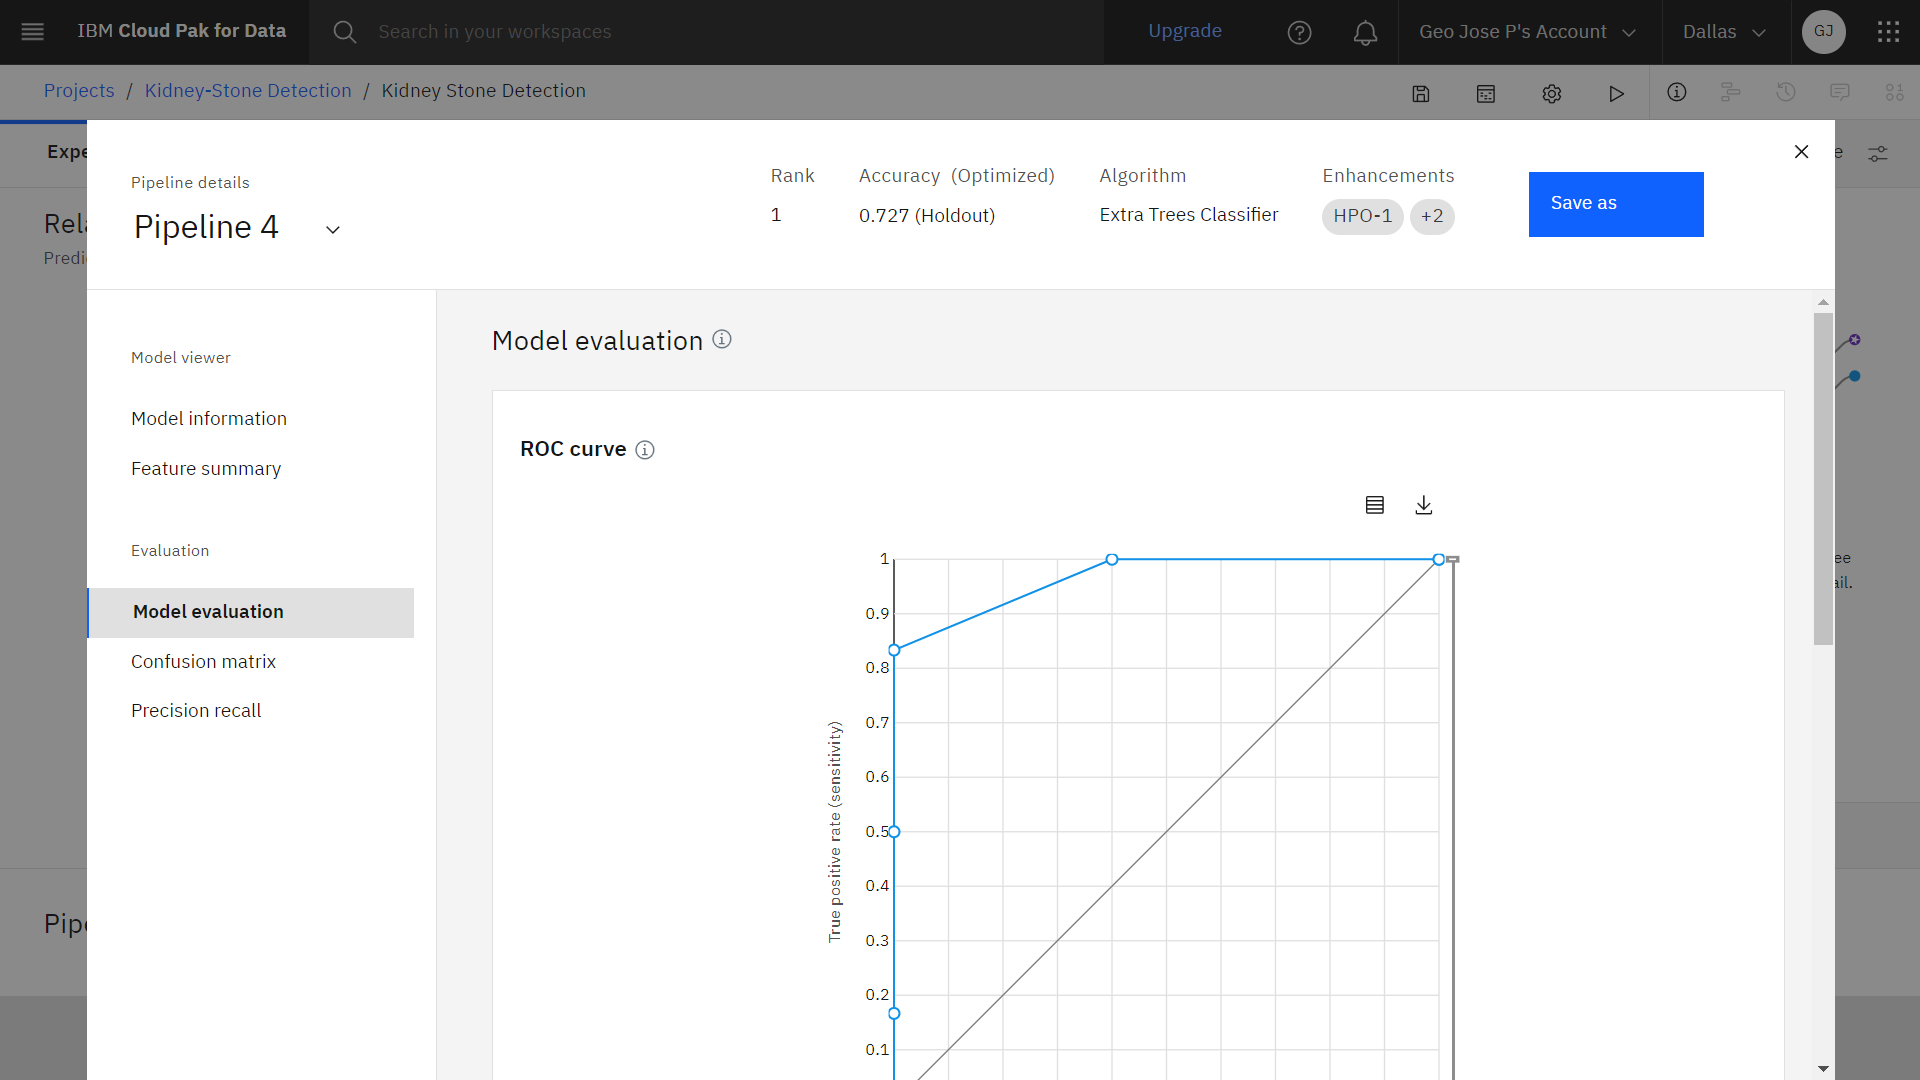 IBM Cloud Pak for Data
Search in your workspaces
Upgrade
Geo Jose P's Account
Dallas
GJ
Projects / Kidney-Stone Detection / Kidney Stone Detection
Expe
e
Rela
Predi
Pipeline details
Pipeline 4
Rank
1
Accuracy (Optimized)
0.727 (Holdout)
Algorithm
Extra Trees Classifier
Enhancements
HPO-1 +2
Save as
Model viewer
Model information
Feature summary
Evaluation
Model evaluation
Confusion matrix
Precision recall
Model evaluation
ROC curve
True positive rate (sensitivity)
1
0.9
0.8
0.7
0.6
0.5
0.4
0.3
0.2
0.1
ee
ail.
Pip